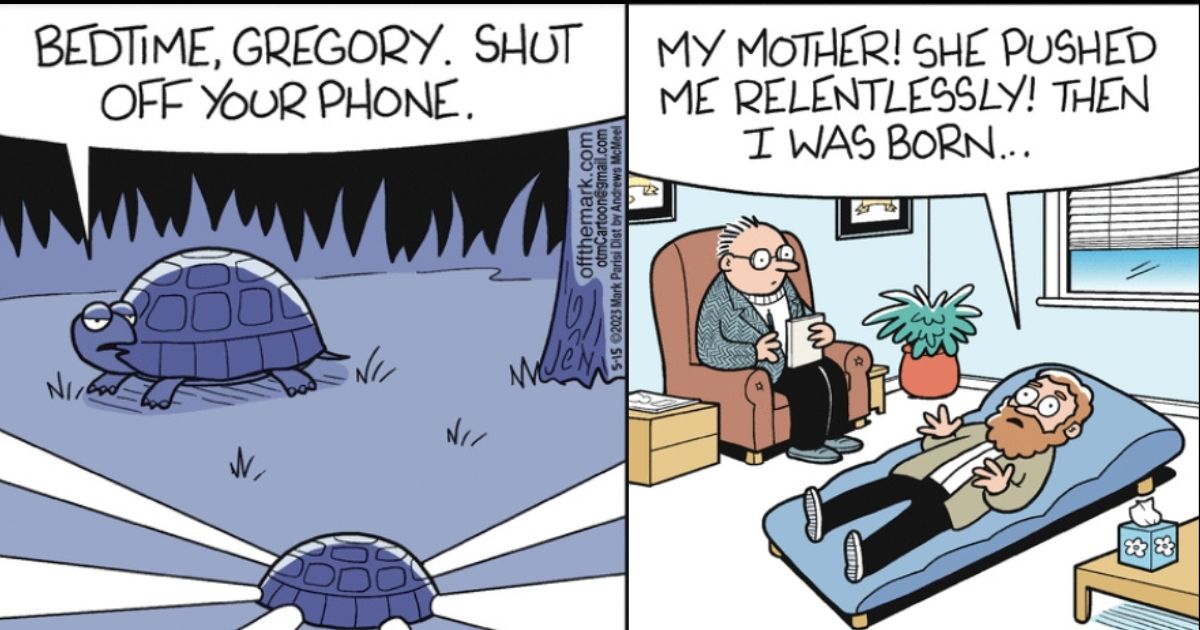 BEDTIME, GREGORY. SHUT
OFF YOUR PHONE.
offthemark.com
otmCartoon@gmail.com
5-15 ©2023 Mark Parisi Dist by Andrews McMeel
MY MOTHER! SHE PUSHED
ME RELENTLESSLY! THEN
I WAS BORN...